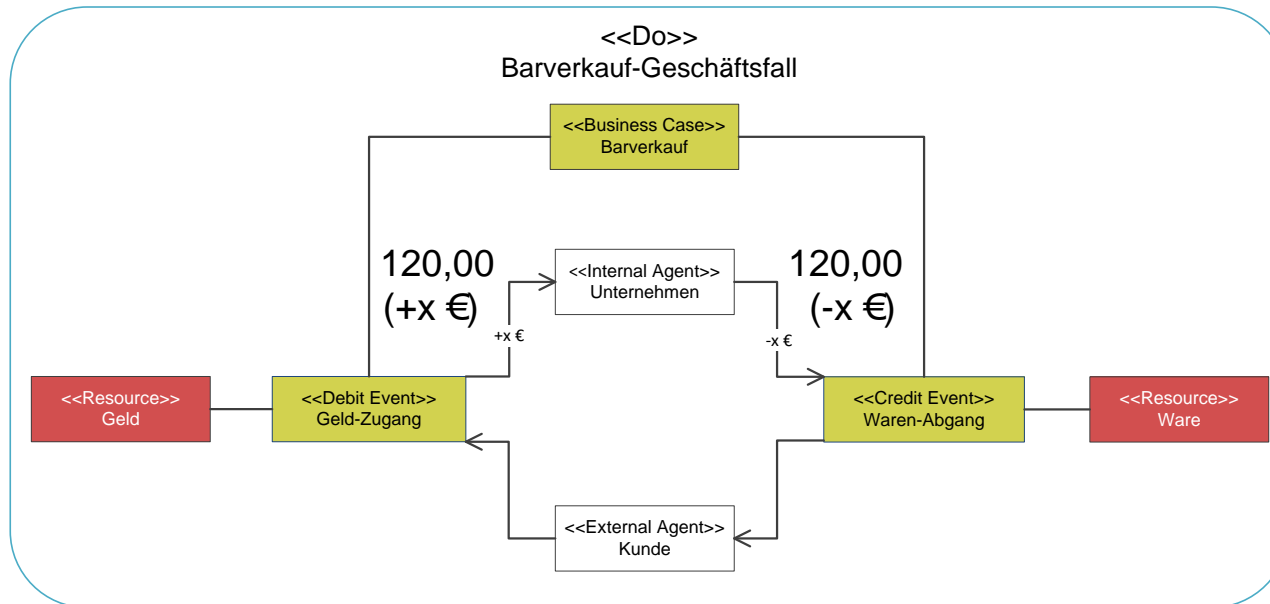 <<Do>>
Barverkauf-Geschäftsfall
<<Business Case>>
Barverkauf
120,00
(+x €)
<<Internal Agent>>
Unternehmen
120,00
(-x €)
+x €
-x €
<<Resource>>
Geld
<<Debit Event>>
Geld-Zugang
<<Credit Event>>
Waren-Abgang
<<Resource>>
Ware
<<External Agent>>
Kunde